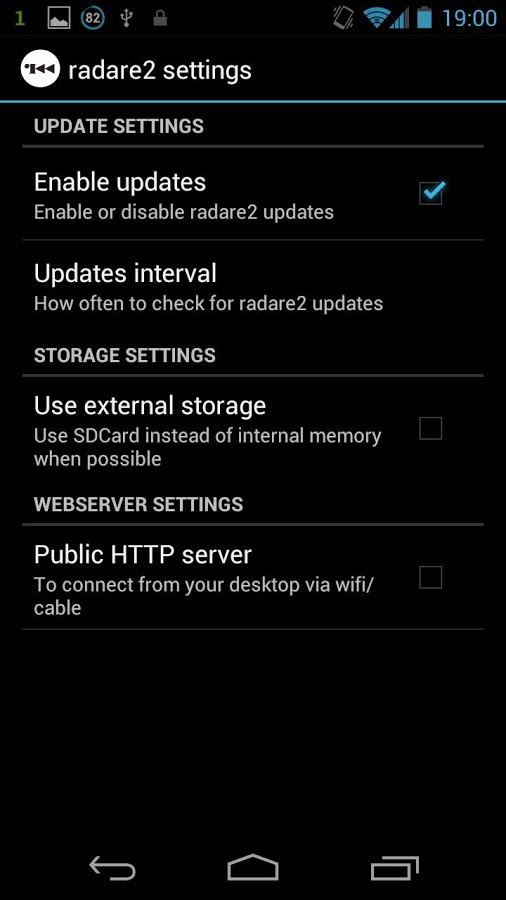 1 82 19:00
radare2 settings
UPDATE SETTINGS
Enable updates
Enable or disable radare2 updates
Updates interval
How often to check for radare2 updates
STORAGE SETTINGS
Use external storage
Use SDCard instead of internal memory
when possible
WEBSERVER SETTINGS
Public HTTP server
To connect from your desktop via wifi/
cable